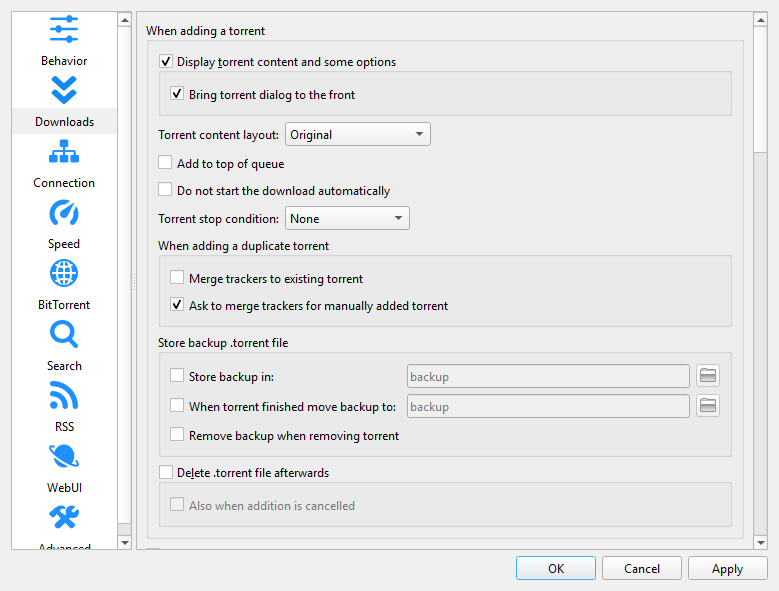 Behavior
Downloads
Connection
Speed
BitTorrent
Search
RSS
WebUI
Advanced
When adding a torrent
Display torrent content and some options
Bring torrent dialog to the front
Torrent content layout: Original
Add to top of queue
Do not start the download automatically
Torrent stop condition: None
When adding a duplicate torrent
Merge trackers to existing torrent
Ask to merge trackers for manually added torrent
Store backup .torrent file
Store backup in: backup
When torrent finished move backup to: backup
Remove backup when removing torrent
Delete .torrent file afterwards
Also when addition is cancelled
OK Cancel Apply